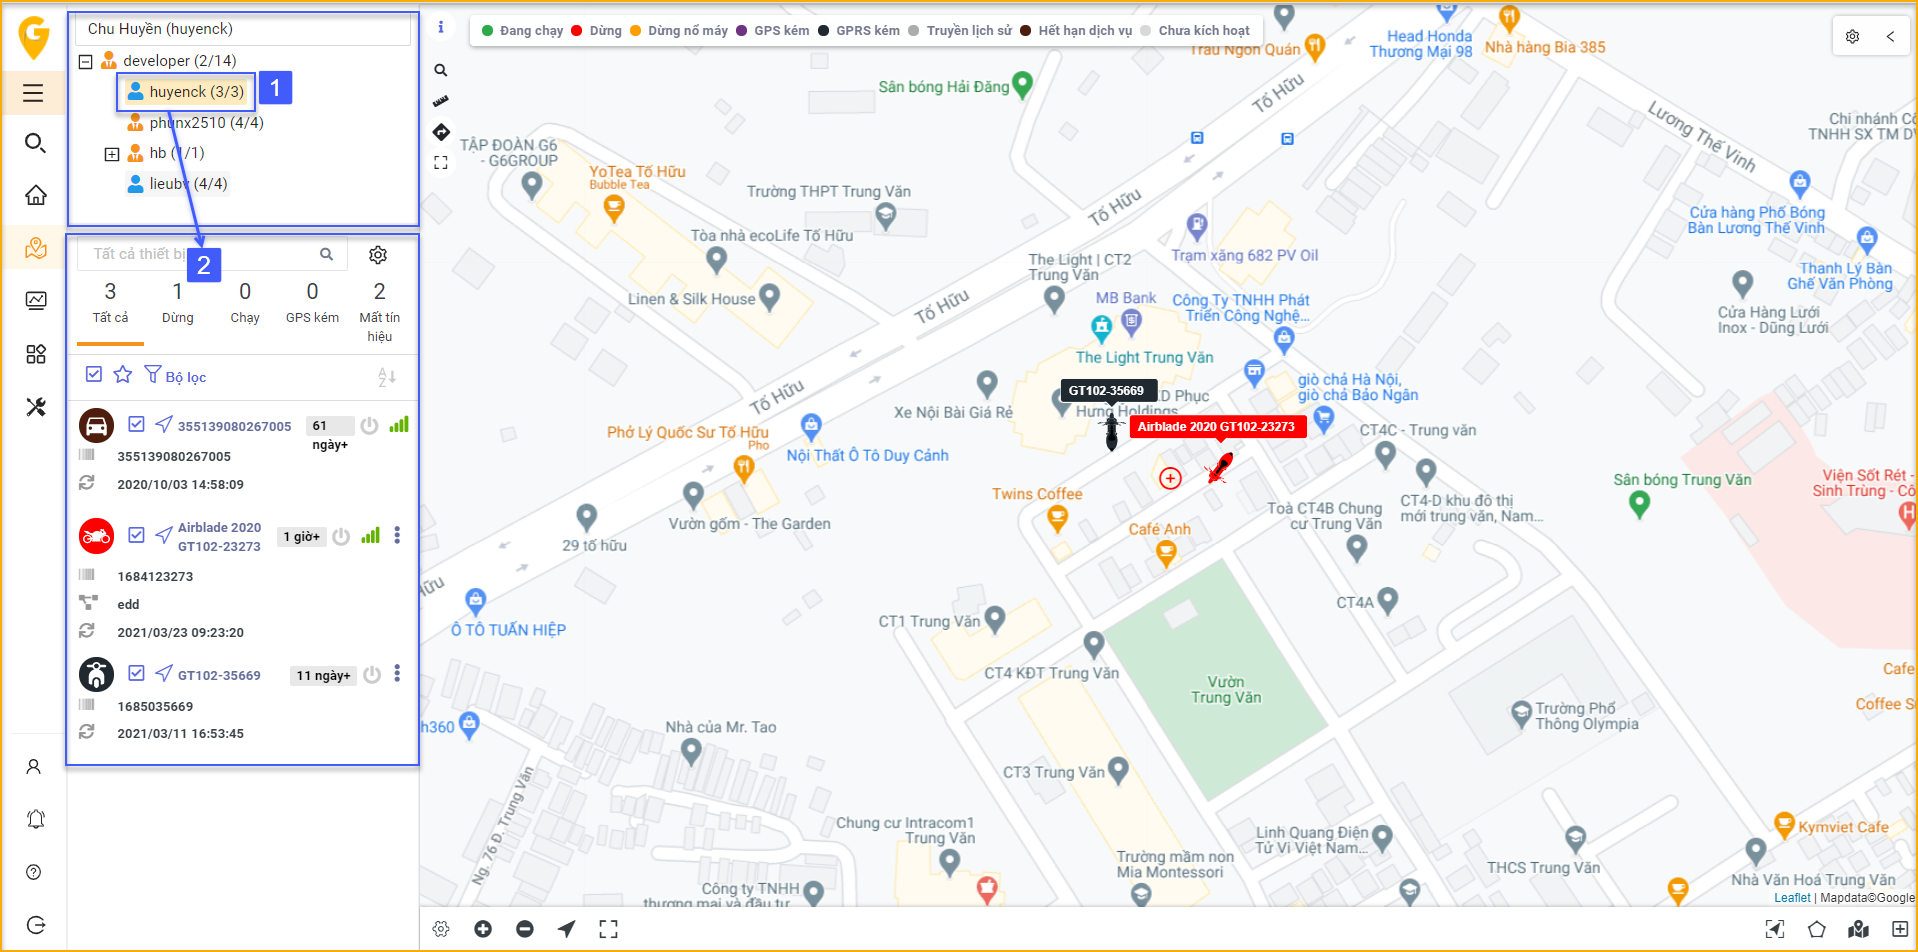 Chu Huyền (huyenck)
developer (2/14)
huyenck (3/3)
1
phunx2510 (4/4)
hb (1/1)
lieubv (4/4)
Tất cả thiết bị
2
3
1
0
0
2
Tất cả
Dừng
Chạy
GPS kém
Mất tín
hiệu
Bộ lọc
355139080267005
61
ngày+
355139080267005
2020/10/03 14:58:09
Airblade 2020
GT102-23273
1 giờ+
1684123273
edd
2021/03/23 09:23:20
GT102-35669
11 ngày+
1685035669
2021/03/11 16:53:45
Đang chạy
Dừng
Dừng nổ máy
GPS kém
GPRS kém
Truyền lịch sử
Hết hạn dịch vụ
Chưa kích hoạt
Trâu Ngon Quán
Head Honda
Thương Mại 98
Nhà hàng Bia 385
Sân bóng Hải Đăng
Tố Hữu
Lương Thế Vinh
Chi nhánh Cô
TNHH SX TM DV
TẬP ĐOÀN G6
- G6GROUP
YoTea Tố Hữu
Bubble Tea
Trường THPT Trung Văn
Tố Hữu
Cửa hàng Phố Bóng
Bàn Lương Thế Vinh
Tòa nhà ecoLife Tố Hữu
Trạm xăng 682 PV Oil
The Light | CT2
Trung Văn
Thanh Lý Bàn
Ghế Văn Phòng
Linen & Silk House
Tố Hữu
MB Bank
Công Ty TNHH Phát
Triển Công Nghệ...
Cửa Hàng Lưới
Inox - Dũng Lưới
The Light Trung Văn
Tố Hữu
GT102-35669
D Phục
Hưng Holdings
giò chả Hà Nội,
giò chả Bảo Ngân
Xe Nội Bài Giá Rẻ
Airblade 2020 GT102-23273
Phở Lý Quốc Sư Tố Hữu
Pho
Nội Thất Ô Tô Duy Cảnh
CT4C - Trung văn
Sân bóng Trung Văn
Viện Sốt Rét -
Sinh Trùng - Cô
Twins Coffee
Vườn gốm - The Garden
Café Anh
Toà CT4B Chung
cư Trung Văn
CT4-D khu đô thị
mới trung văn, Nam...
29 tố hữu
Hữu
Ô TÔ TUẤN HIỆP
CT1 Trung Văn
CT4A
CT4 KĐT Trung Văn
Vườn
Trung Văn
Cafe
Coffee S
Trường Phổ
Thông Olympia
h360
Nhà của Mr. Tao
CT3 Trung Văn
Ng. 76 Đ. Trung Văn
Chung cư Intracom1
Trung Văn
Linh Quang Điện
Tử Vi Việt Nam...
Kymviet Cafe
Trường mầm non
Mia Montessori
THCS Trung Văn
Nhà Văn Hoá Trung Văn
Công ty TNHH
thương mại và đầu tư
Leaflet | Mapdata©Google